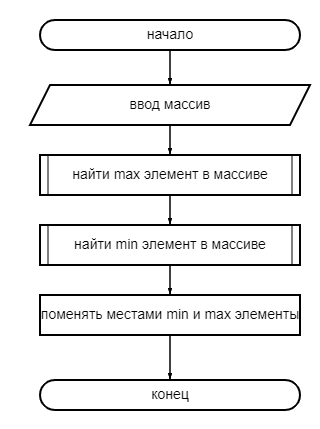 начало
ввод массив
найти max элемент в массиве
найти min элемент в массиве
поменять местами min и max элементы
конец